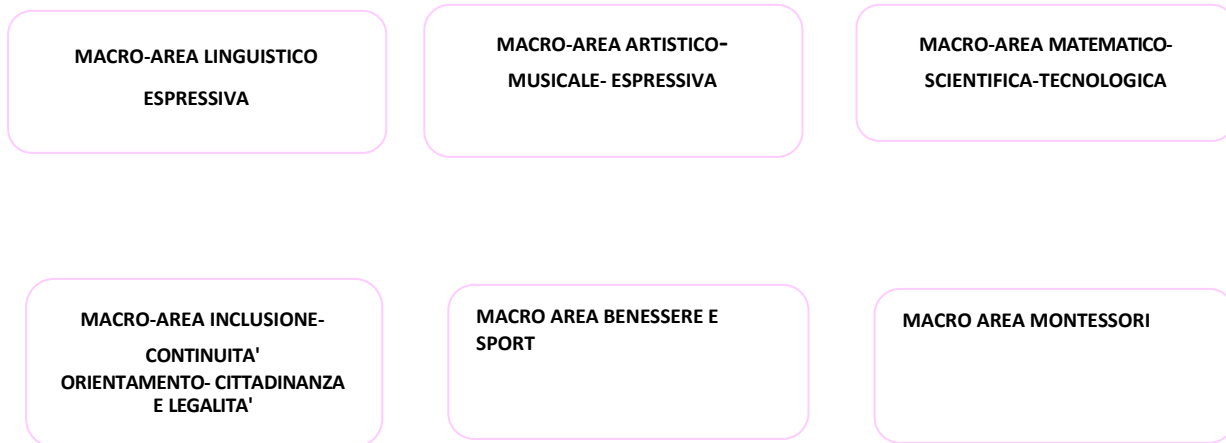 MACRO-AREA LINGUISTICO
ESPRESSIVA
MACRO-AREA ARTISTICO-
MUSICALE- ESPRESSIVA
MACRO-AREA MATEMATICO-
SCIENTIFICA-TECNOLOGICA
MACRO-AREA INCLUSIONE-
CONTINUITA'
ORIENTAMENTO- CITTADINANZA
E LEGALITA'
MACRO AREA BENESSERE E
SPORT
MACRO AREA MONTESSORI